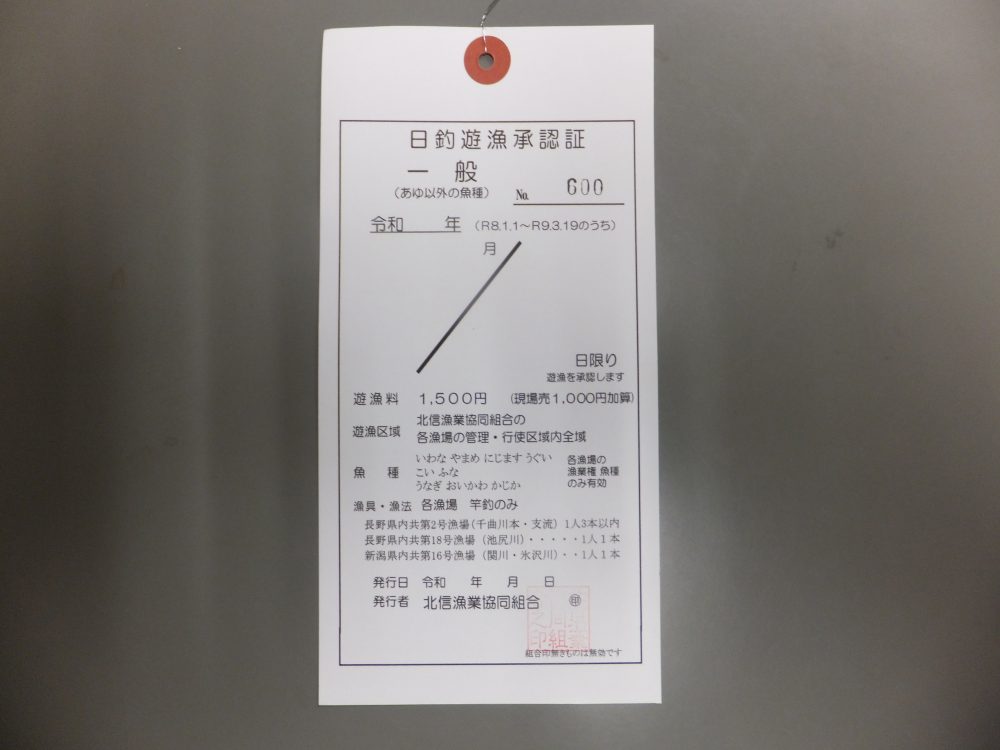 日釣遊漁承認証
一般
(あゆ以外の魚種)
No. 600
令和　　年 (R8.1.1～R9.3.19のうち)
月
日限り
遊漁を承認します
遊漁料 1,500円 (現場売1,000円加算)
遊漁区域 北信漁業協同組合の
各漁場の管理・行使区域内全域
魚種 いわな やまめ にじます うぐい
こい ふな
うなぎ おいかわ かじか
各漁場の
漁業権 魚種
のみ有効
漁具・漁法 各漁場 竿釣のみ
長野県内共第2号漁場(千曲川本・支流) 1人3本以内
長野県内共第18号漁場 (池尻川)・・・・・1人1本
新潟県内共第16号漁場 (関川・氷沢川)・・1人1本
発行日 令和　年　月　日
発行者 北信漁業協同組合 ㊞
組合印無きものは無効です